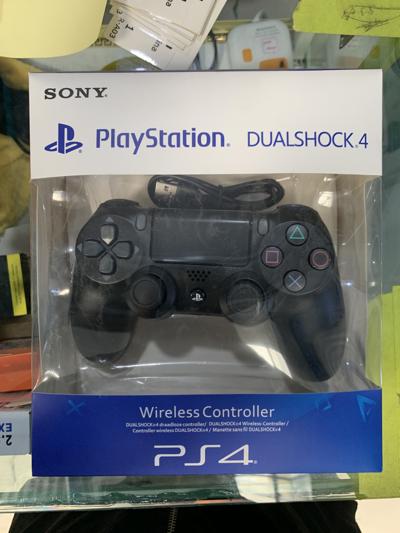 SONY
PlayStation® DUALSHOCK®4
Wireless Controller
DUALSHOCK®4 draadloze controller/ DUALSHOCK®4 Wireless-Controller /
Controller wireless DUALSHOCK®4 / Manette sans fil DUALSHOCK®4
PS4